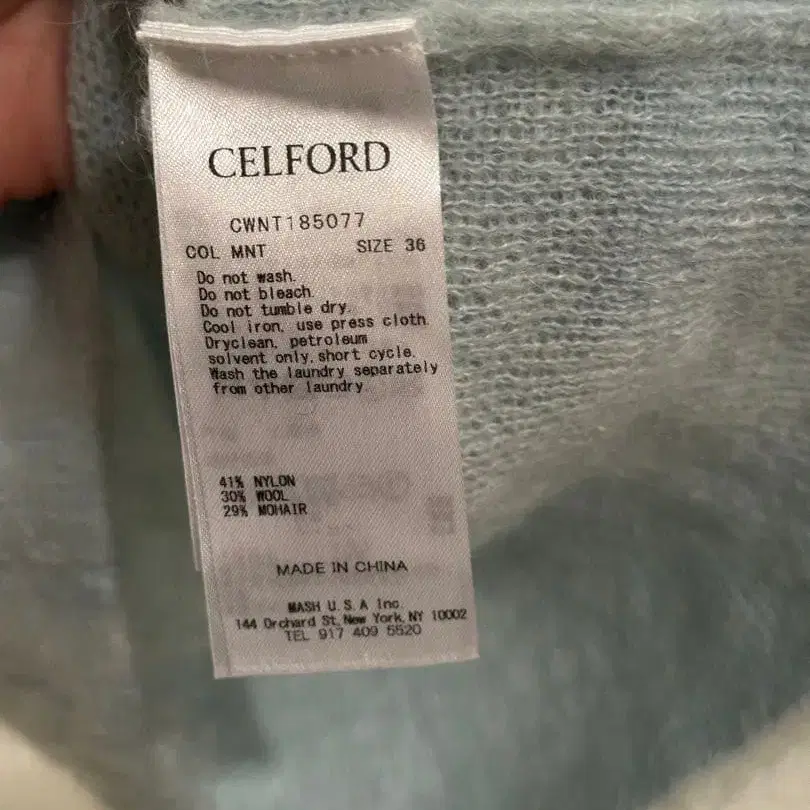 CELFORD
CWNT185077
COL MNT SIZE 36
Do not wash.
Do not bleach.
Do not tumble dry.
Cool iron, use press cloth.
Dryclean, petroleum
solvent only, short cycle.
Wash the laundry separately
from other laundry.
41% NYLON
30% WOOL
29% MOHAIR
MADE IN CHINA
MASH U.S.A Inc.
144 Orchard St, New York, NY 10002
TEL 917 409 5520